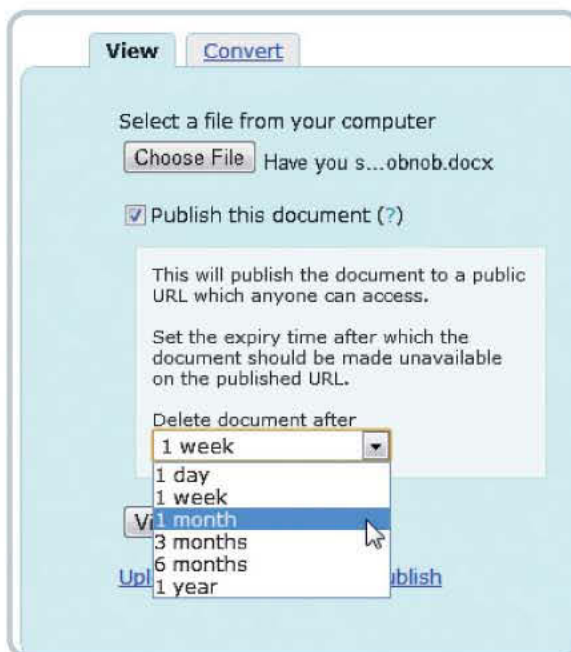 View Convert
Select a file from your computer
Choose File Have you s...obnob.docx
Publish this document (?)
This will publish the document to a public
URL which anyone can access.
Set the expiry time after which the
document should be made unavailable
on the published URL.
Delete document after
1 week
1 day
1 week
1 month
3 months
6 months
1 year